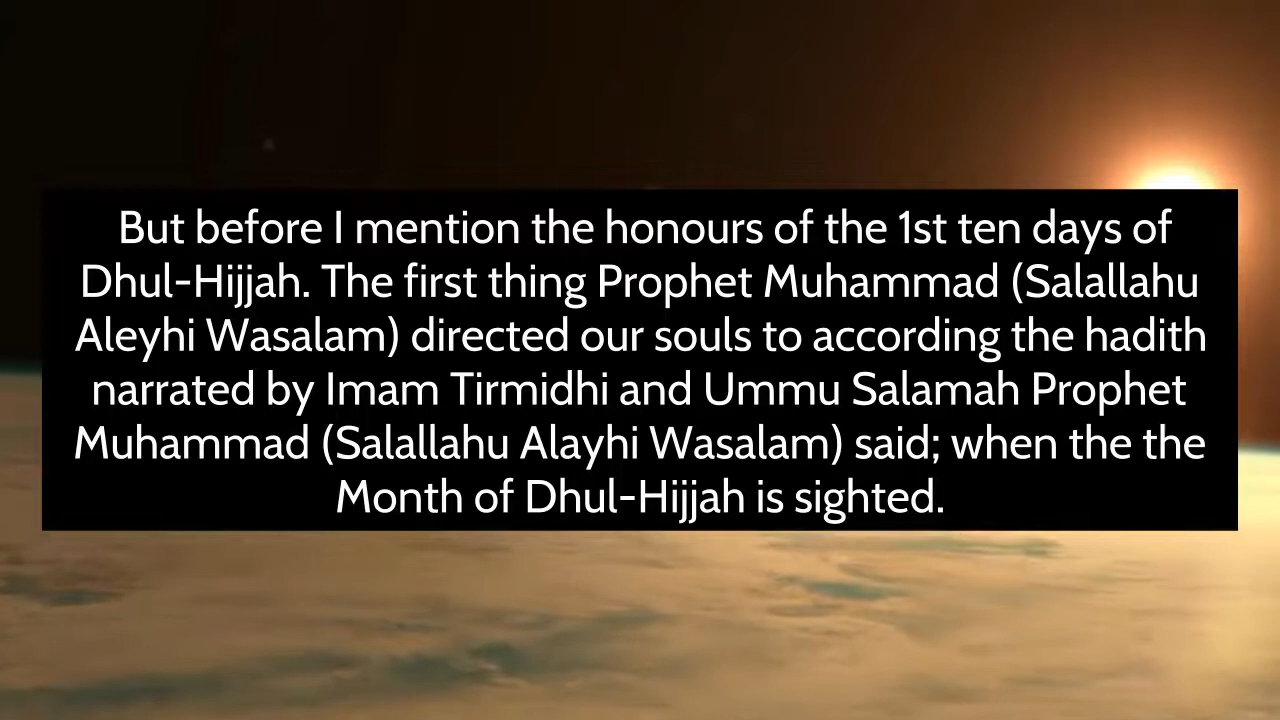 But before I mention the honours of the 1st ten days of
Dhul-Hijjah. The first thing Prophet Muhammad (Salallahu
Aleyhi Wasalam) directed our souls to according the hadith
narrated by Imam Tirmidhi and Ummu Salamah Prophet
Muhammad (Salallahu Alayhi Wasalam) said; when the the
Month of Dhul-Hijjah is sighted.